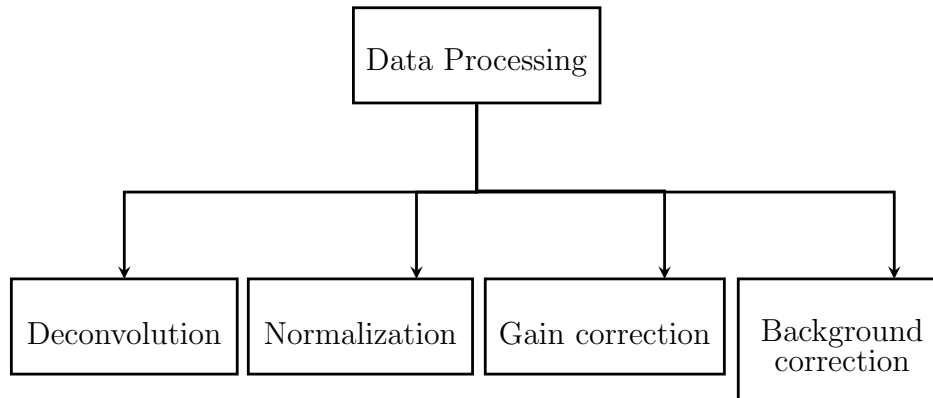 Data Processing
Deconvolution
Normalization
Gain correction
Background
correction